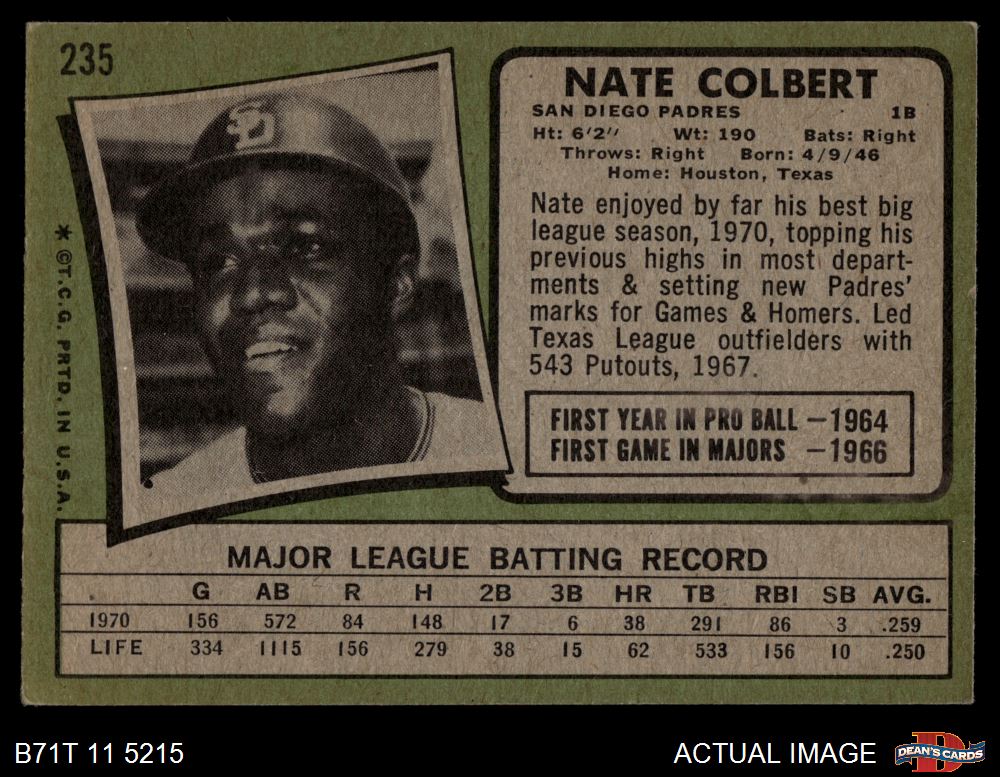 235
NATE COLBERT
SAN DIEGO PADRES 1B
Ht: 6'2" Wt: 190 Bats: Right
Throws: Right Born: 4/9/46
Home: Houston, Texas
Nate enjoyed by far his best big
league season, 1970, topping his
previous highs in most depart-
ments & setting new Padres'
marks for Games & Homers. Led
Texas League outfielders with
543 Putouts, 1967.
FIRST YEAR IN PRO BALL – 1964
FIRST GAME IN MAJORS – 1966
* ©T.C.G. PRTD. IN U.S.A.
SD
MAJOR LEAGUE BATTING RECORD
G AB R H 2B 3B HR TB RBI SB AVG.
1970 156 572 84 148 17 6 38 291 86 3 .259
LIFE 334 1115 156 279 38 15 62 533 156 10 .250
B71T 11 5215
ACTUAL IMAGE
D
DEAN'S CARDS